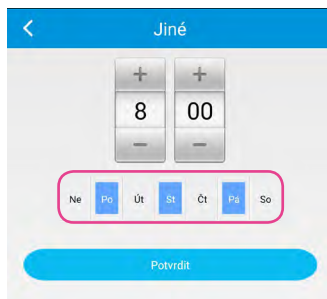 Jiné
+ +
8 00
− −
Ne Po Út St Čt Pá So
Potvrdit